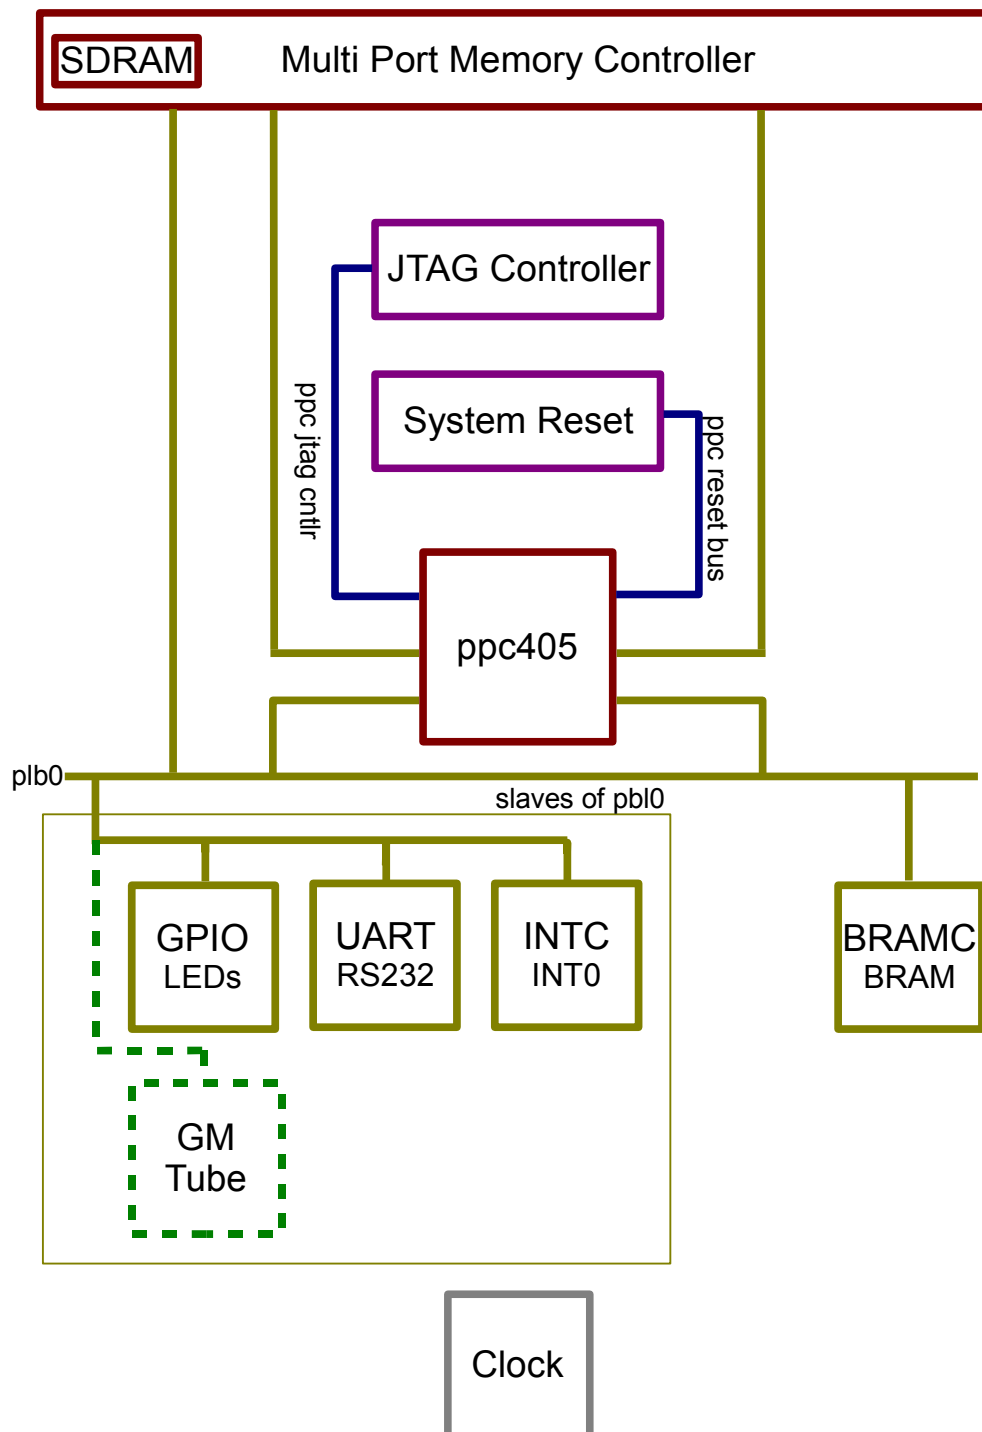 SDRAM
Multi Port Memory Controller
JTAG Controller
ppc jtag cntlr
System Reset
ppc reset bus
ppc405
plb0
slaves of pbl0
GPIO
LEDs
UART
RS232
INTC
INT0
BRAMC
BRAM
GM
Tube
Clock